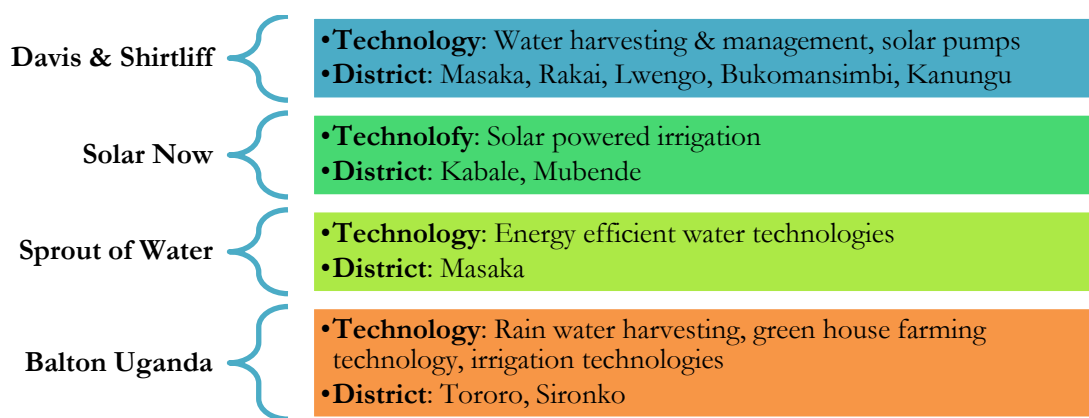 Davis & Shirtliff
•Technology: Water harvesting & management, solar pumps
•District: Masaka, Rakai, Lwengo, Bukomansimbi, Kanungu
Solar Now
•Technolofy: Solar powered irrigation
•District: Kabale, Mubende
Sprout of Water
•Technology: Energy efficient water technologies
•District: Masaka
Balton Uganda
•Technology: Rain water harvesting, green house farming
technology, irrigation technologies
•District: Tororo, Sironko